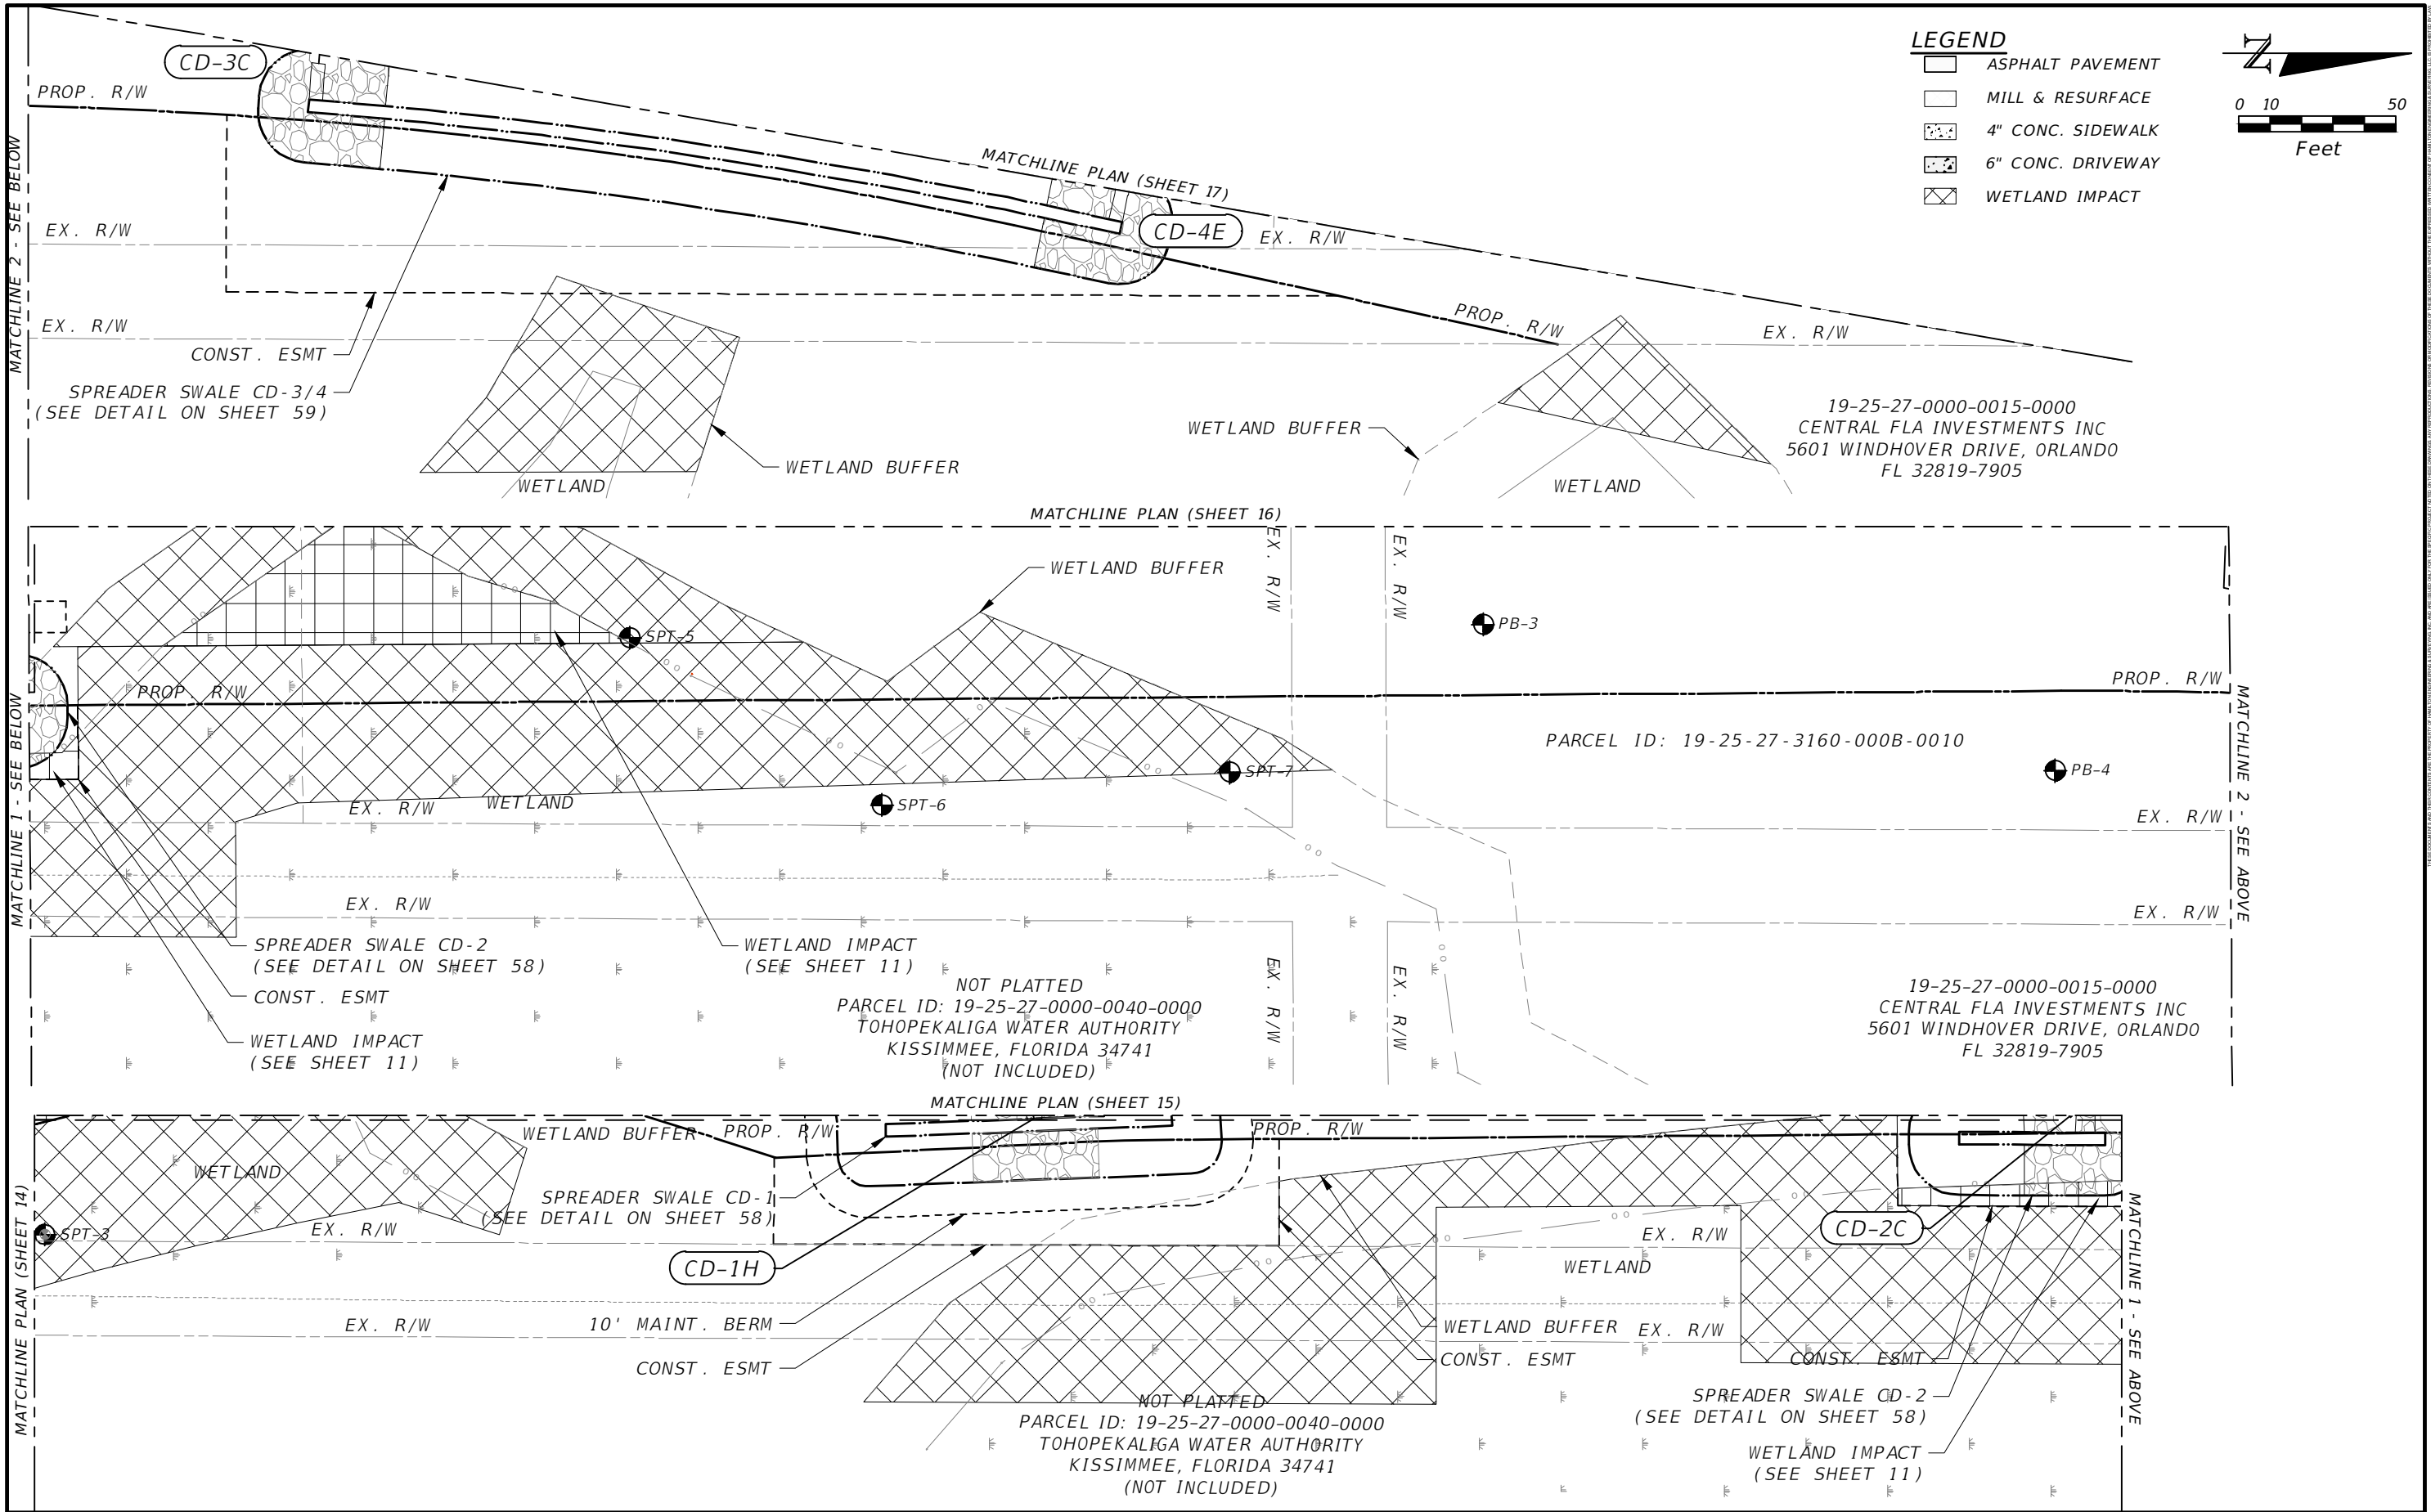 LEGEND
ASPHALT PAVEMENT
MILL & RESURFACE
4" CONC. SIDEWALK
6" CONC. DRIVEWAY
WETLAND IMPACT
N
0 10 50
Feet
CD-3C
PROP. R/W
MATCHLINE 2 - SEE BELOW
MATCHLINE PLAN (SHEET 17)
CD-4E
EX. R/W
EX. R/W
EX. R/W
PROP. R/W
EX. R/W
CONST. ESMT
SPREADER SWALE CD-3/4
(SEE DETAIL ON SHEET 59)
WETLAND BUFFER
WETLAND
WETLAND BUFFER
WETLAND
19-25-27-0000-0015-0000
CENTRAL FLA INVESTMENTS INC
5601 WINDHOVER DRIVE, ORLANDO
FL 32819-7905
MATCHLINE PLAN (SHEET 16)
MATCHLINE 1 - SEE BELOW
WETLAND BUFFER
EX. R/W
EX. R/W
SPT-5
PB-3
PROP. R/W
PROP. R/W
PARCEL ID: 19-25-27-3160-000B-0010
SPT-7
PB-4
SPT-6
EX. R/W
WETLAND
EX. R/W
EX. R/W
EX. R/W
MATCHLINE 2 - SEE ABOVE
SPREADER SWALE CD-2
(SEE DETAIL ON SHEET 58)
CONST. ESMT
WETLAND IMPACT
(SEE SHEET 11)
WETLAND IMPACT
(SEE SHEET 11)
NOT PLATTED
PARCEL ID: 19-25-27-0000-0040-0000
TOHOPEKALIGA WATER AUTHORITY
KISSIMMEE, FLORIDA 34741
(NOT INCLUDED)
EX. R/W
EX. R/W
19-25-27-0000-0015-0000
CENTRAL FLA INVESTMENTS INC
5601 WINDHOVER DRIVE, ORLANDO
FL 32819-7905
MATCHLINE PLAN (SHEET 15)
MATCHLINE PLAN (SHEET 14)
WETLAND BUFFER
PROP. R/W
PROP. R/W
WETLAND
SPT-3
EX. R/W
SPREADER SWALE CD-1
(SEE DETAIL ON SHEET 58)
CD-1H
EX. R/W
10' MAINT. BERM
CONST. ESMT
CD-2C
EX. R/W
WETLAND
WETLAND BUFFER
EX. R/W
CONST. ESMT
CONST. ESMT
SPREADER SWALE CD-2
(SEE DETAIL ON SHEET 58)
WETLAND IMPACT
(SEE SHEET 11)
NOT PLATTED
PARCEL ID: 19-25-27-0000-0040-0000
TOHOPEKALIGA WATER AUTHORITY
KISSIMMEE, FLORIDA 34741
(NOT INCLUDED)
MATCHLINE 1 - SEE ABOVE